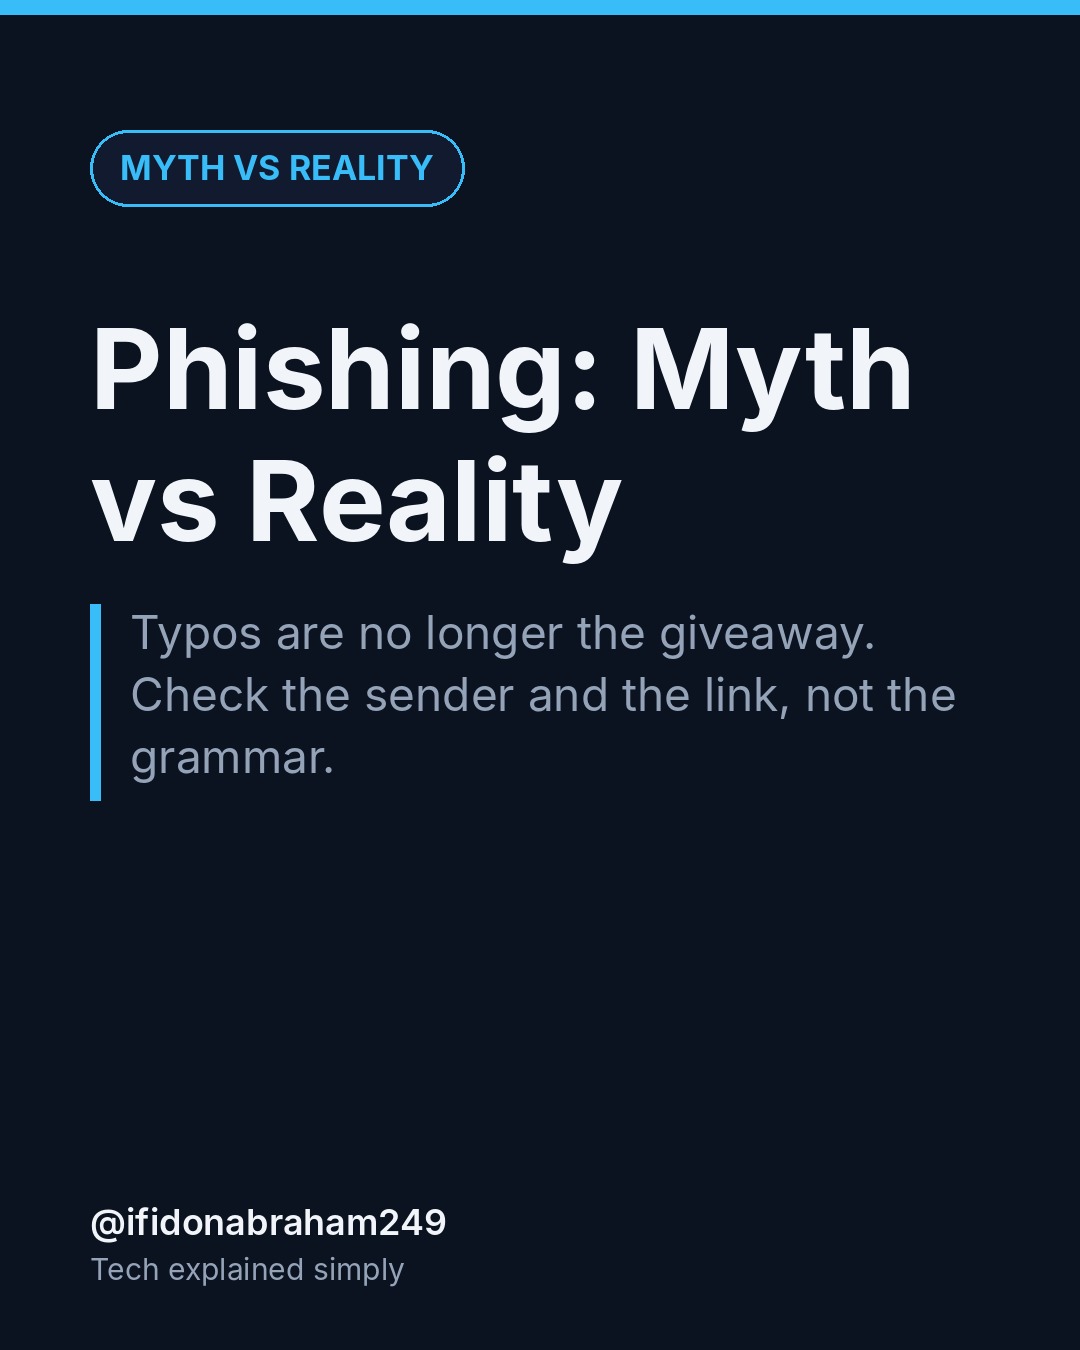 MYTH VS REALITY
Phishing: Myth
vs Reality
Typos are no longer the giveaway.
Check the sender and the link, not the
grammar.
@ifidonabraham249
Tech explained simply